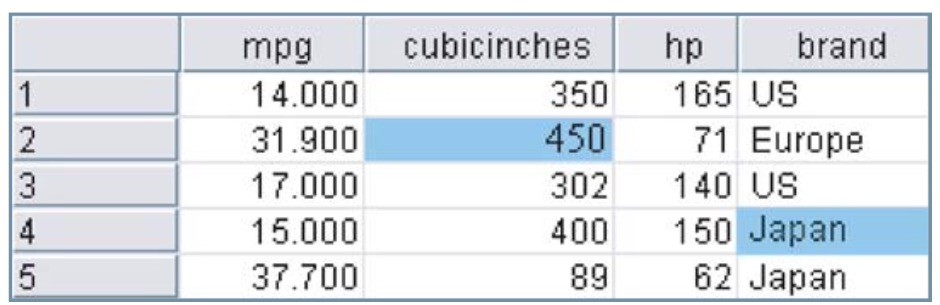 mpg cubicinches hp brand
1 14.000 350 165 US
2 31.900 450 71 Europe
3 17.000 302 140 US
4 15.000 400 150 Japan
5 37.700 89 62 Japan